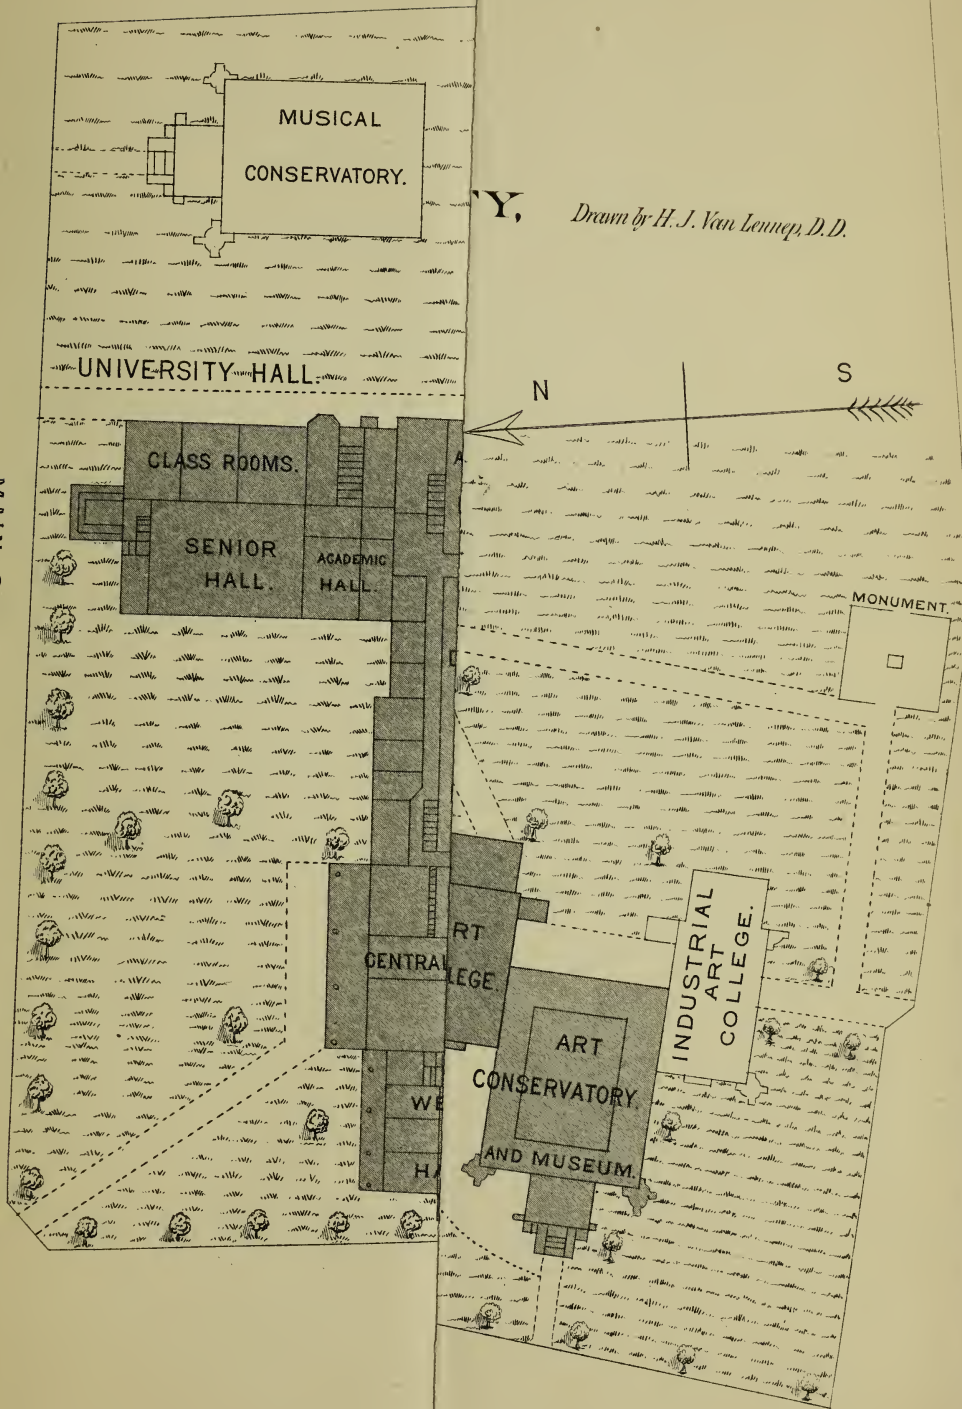 MUSICAL
CONSERVATORY.
Y,
Drawn by H. J. Van Lennep, D.D.
UNIVERSITY HALL.
N
S
CLASS ROOMS.
A
SENIOR
HALL.
ACADEMIC
HALL.
MONUMENT.
RT
CENTRAL
LEGE.
INDUSTRIAL
ART
COLLEGE.
ART
CONSERVATORY.
WE
AND MUSEUM.
HA